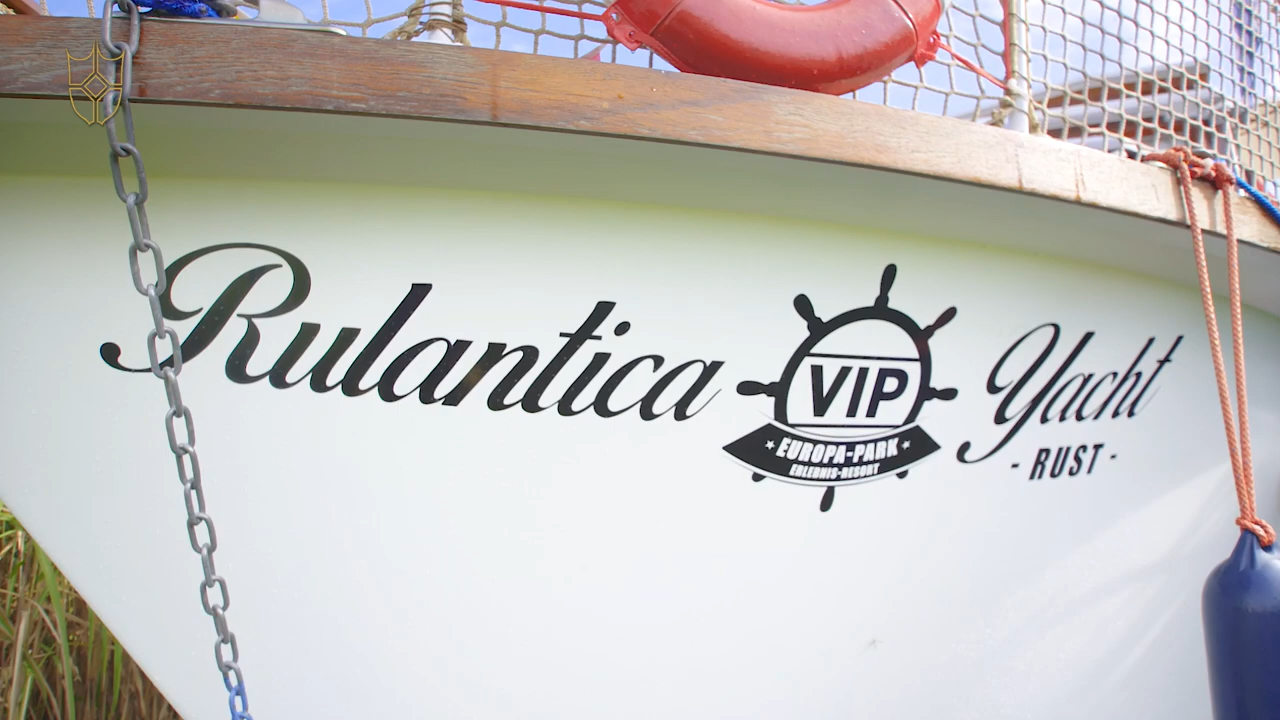 Rulantica VIP Yacht
★ EUROPA-PARK ★
ERLEBNIS-RESORT
- RUST -